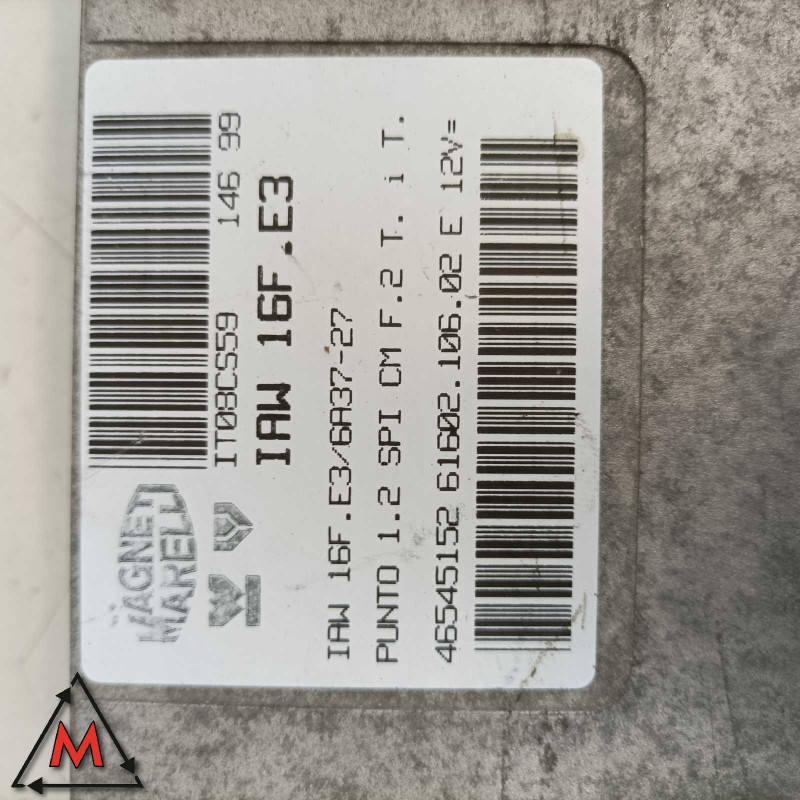 MAGNETI
MARELLI
IT08CS59 146 99
IAW 16F.E3
IAW 16F.E3/6A37-27
PUNTO 1.2 SPI CM F.2 T. i T.
46545152 61602.106.02 E 12V=
M